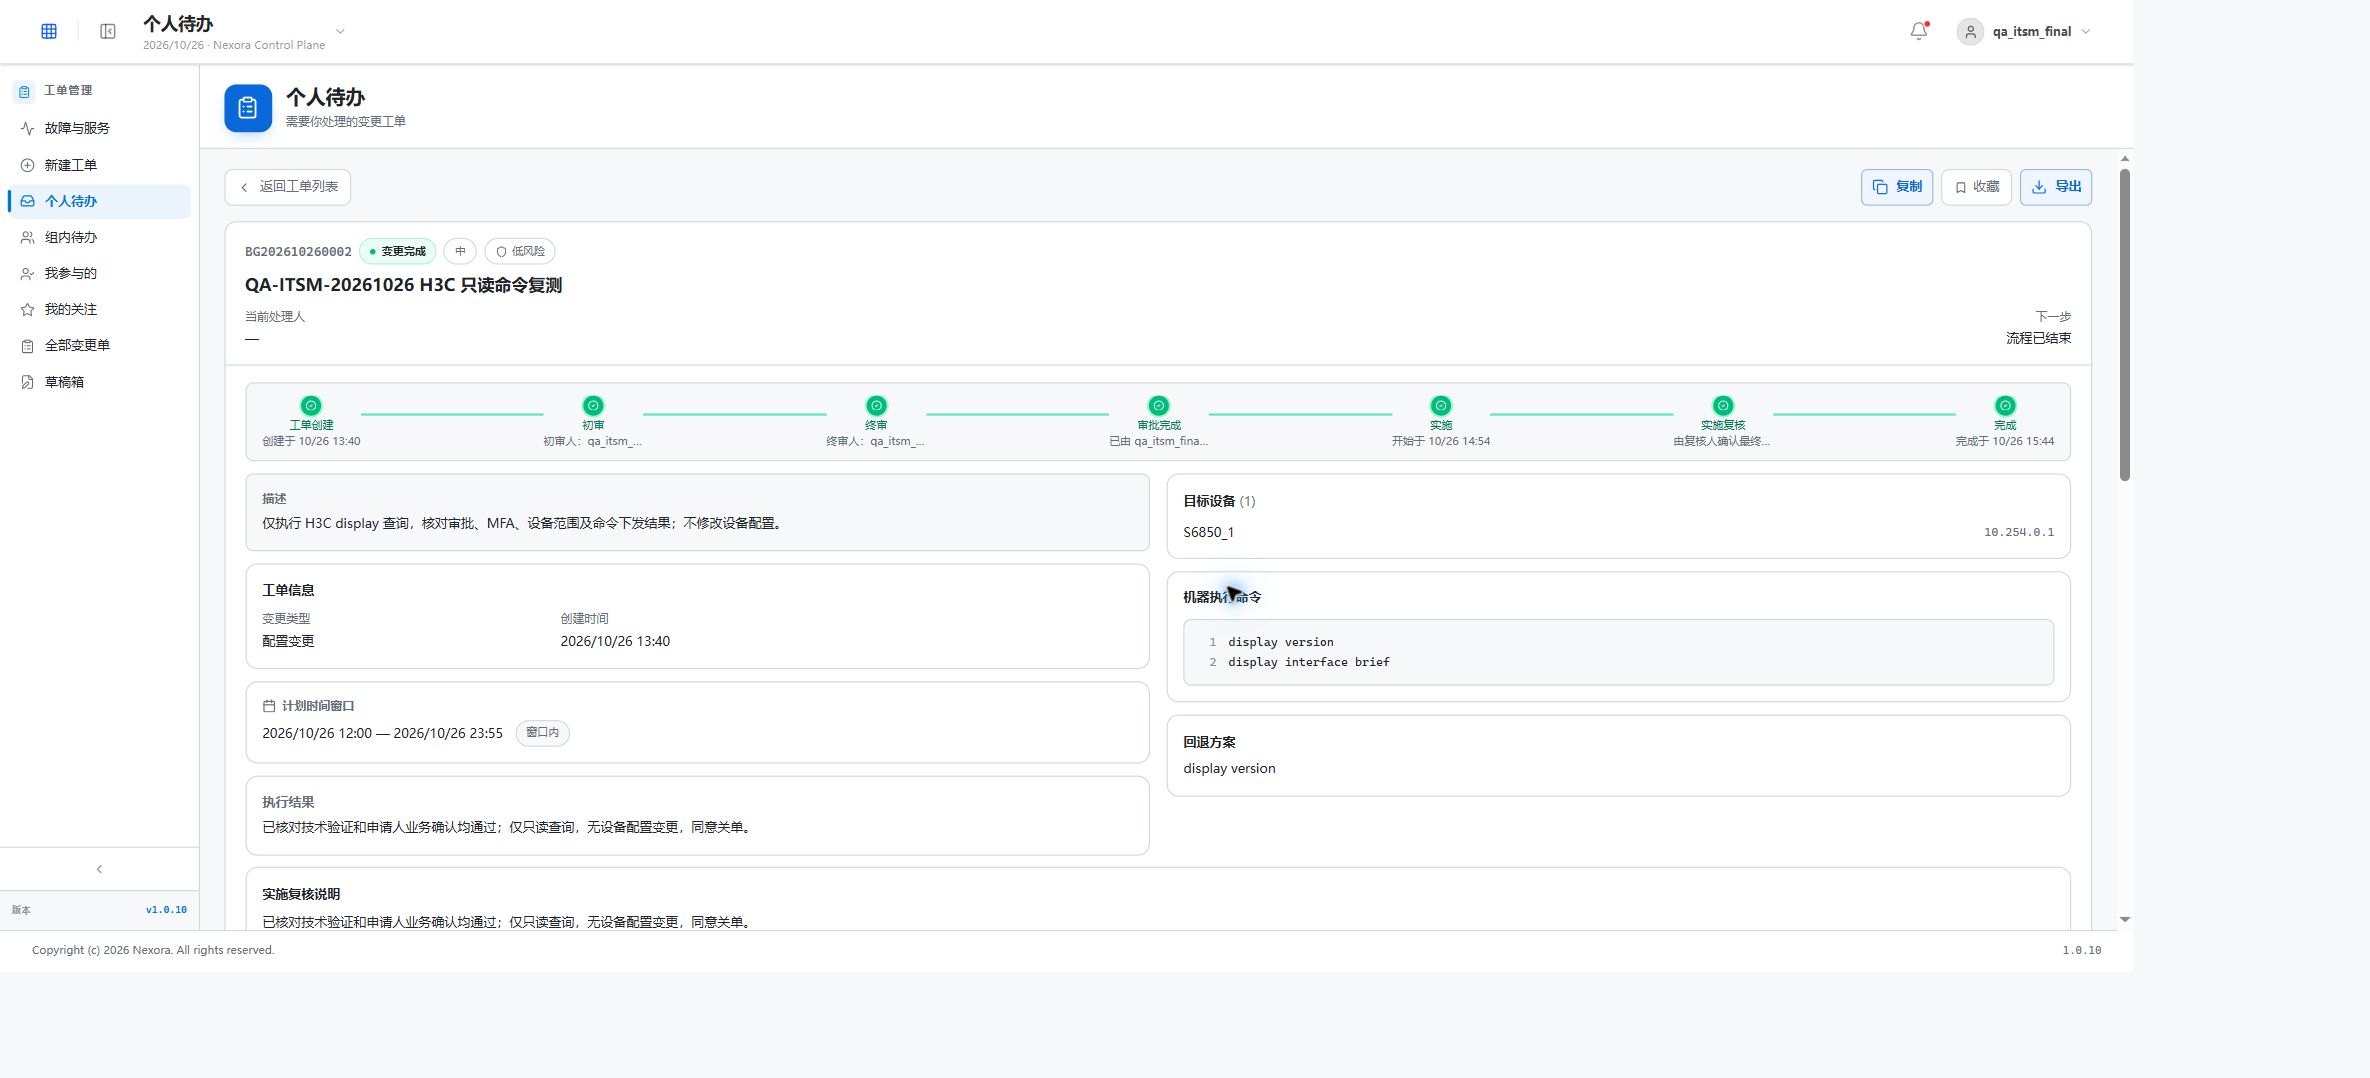 个人待办
2026/10/26 · Nexora Control Plane
qa_itsm_final
工单管理
故障与服务
新建工单
个人待办
组内待办
我参与的
我的关注
全部变更单
草稿箱
版本
v1.0.10
个人待办
需要你处理的变更工单
返回工单列表
复制
收藏
导出
BG202610260002
变更完成
中
低风险
QA-ITSM-20261026 H3C 只读命令复测
当前处理人
—
下一步
流程已结束
工单创建
创建于 10/26 13:40
初审
初审人：qa_itsm_...
终审
终审人：qa_itsm_...
审批完成
已由 qa_itsm_fina...
实施
开始于 10/26 14:54
实施复核
由复核人确认最终...
完成
完成于 10/26 15:44
描述
仅执行 H3C display 查询，核对审批、MFA、设备范围及命令下发结果；不修改设备配置。
工单信息
变更类型
配置变更
创建时间
2026/10/26 13:40
计划时间窗口
2026/10/26 12:00 — 2026/10/26 23:55
窗口内
执行结果
已核对技术验证和申请人业务确认均通过；仅只读查询，无设备配置变更，同意关单。
目标设备 (1)
S6850_1
10.254.0.1
机器执行命令
1 display version
2 display interface brief
回退方案
display version
实施复核说明
已核对技术验证和申请人业务确认均通过；仅只读查询，无设备配置变更，同意关单。
Copyright (c) 2026 Nexora. All rights reserved.
1.0.10